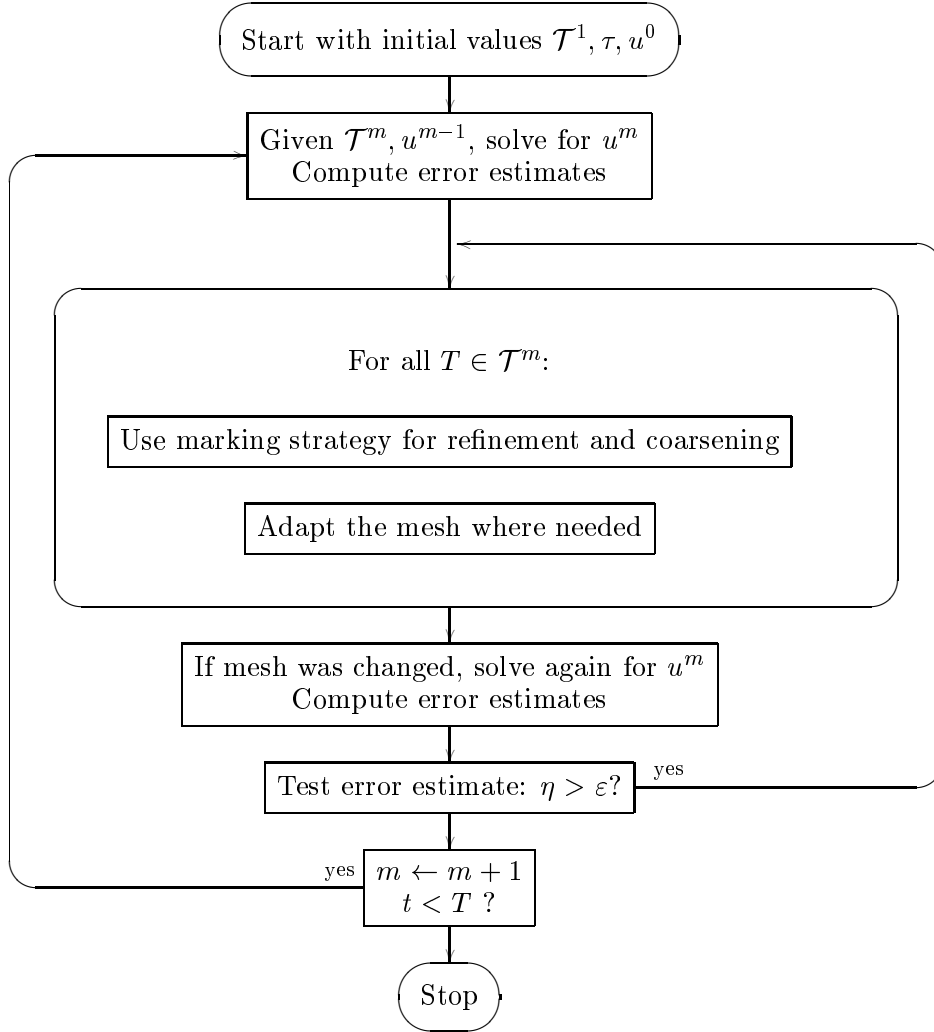 Start with initial values 𝒯¹, τ, u⁰
Given 𝒯ᵐ, uᵐ⁻¹, solve for uᵐ
Compute error estimates
For all T ∈ 𝒯ᵐ:
Use marking strategy for refinement and coarsening
Adapt the mesh where needed
If mesh was changed, solve again for uᵐ
Compute error estimates
Test error estimate: η > ε?
yes
yes
m ← m + 1
t < T ?
Stop